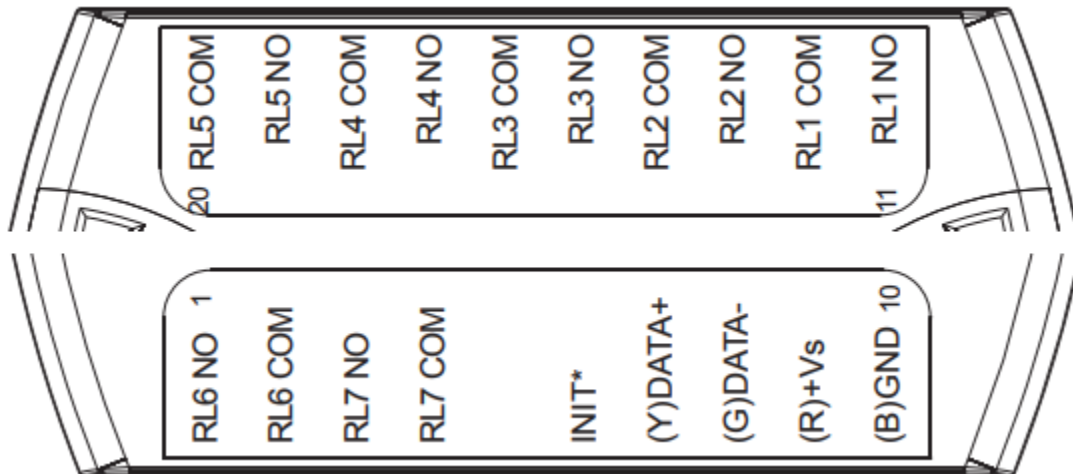 RL5 COM
RL5 NO
RL4 COM
RL4 NO
RL3 COM
RL3 NO
RL2 COM
RL2 NO
RL1 COM
RL1 NO
20
11
1
10
RL6 NO
RL6 COM
RL7 NO
RL7 COM
INIT*
(Y)DATA+
(G)DATA-
(R)+Vs
(B)GND